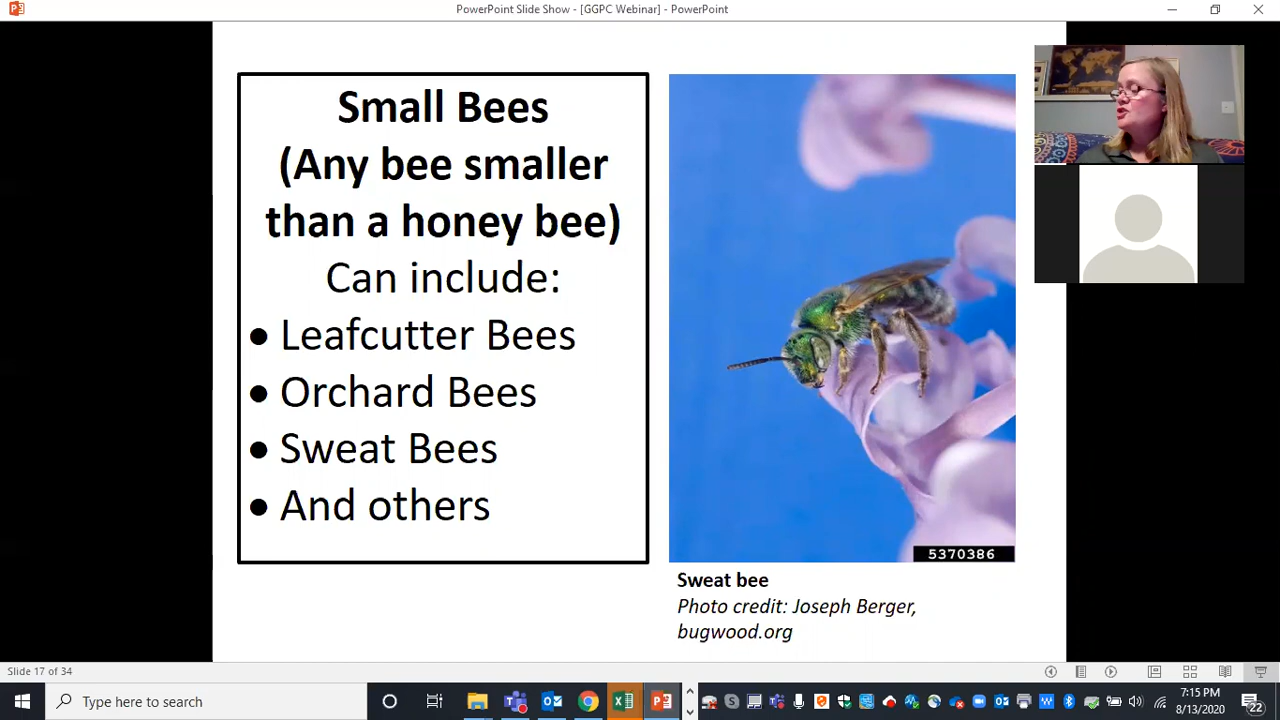 PowerPoint Slide Show - [GGPC Webinar] - PowerPoint
Small Bees
(Any bee smaller
than a honey bee)
Can include:
• Leafcutter Bees
• Orchard Bees
• Sweat Bees
• And others
5370386
Sweat bee
Photo credit: Joseph Berger,
bugwood.org
Slide 17 of 34
Type here to search
7:15 PM
8/13/2020
22